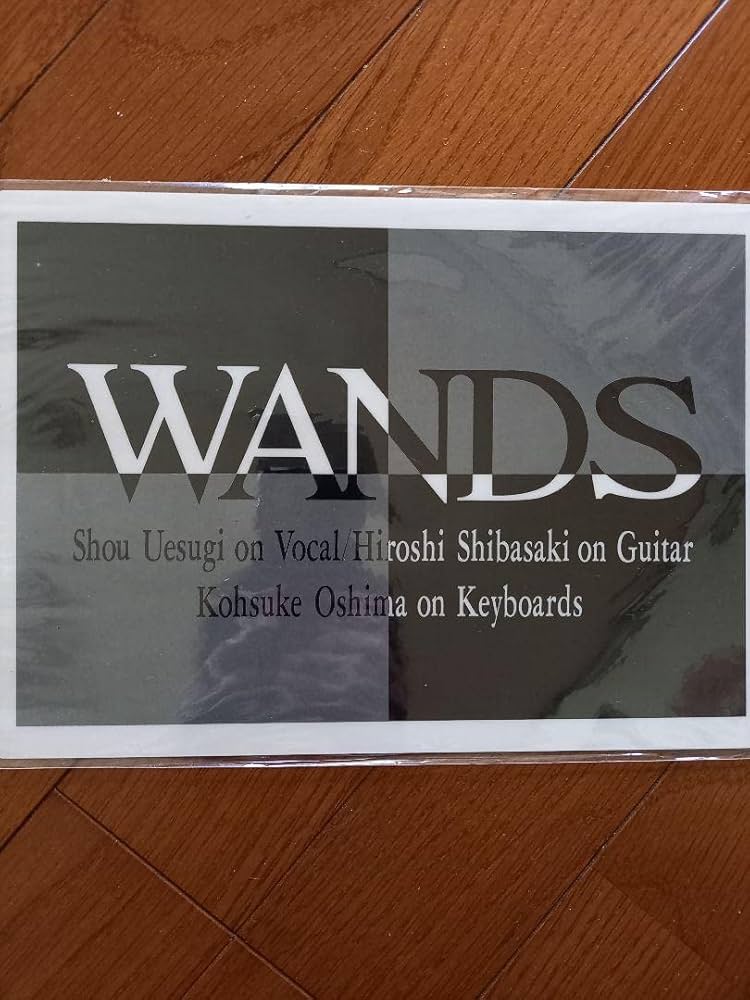 WANDS
Shou Uesugi on Vocal/Hiroshi Shibasaki on Guitar
Kohsuke Oshima on Keyboards